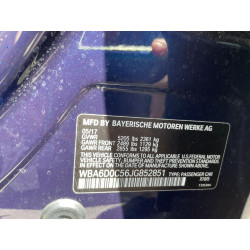 MFD BY BAYERISCHE MOTOREN WERKE AG
05/17
GVWR 5205 lbs 2361 kg
GAWR FRONT 2489 lbs 1129 kg
GAWR REAR 2855 lbs 1295 kg
THIS VEHICLE CONFORMS TO ALL APPLICABLE
FEDERAL MOTOR VEHICLE SAFETY, BUMPER, AND
THEFT PREVENTION STANDARDS IN EFFECT ON THE
DATE OF MANUFACTURE SHOWN ABOVE.
WBA6D0C56JG852851
TYPE: PASSENGER CAR